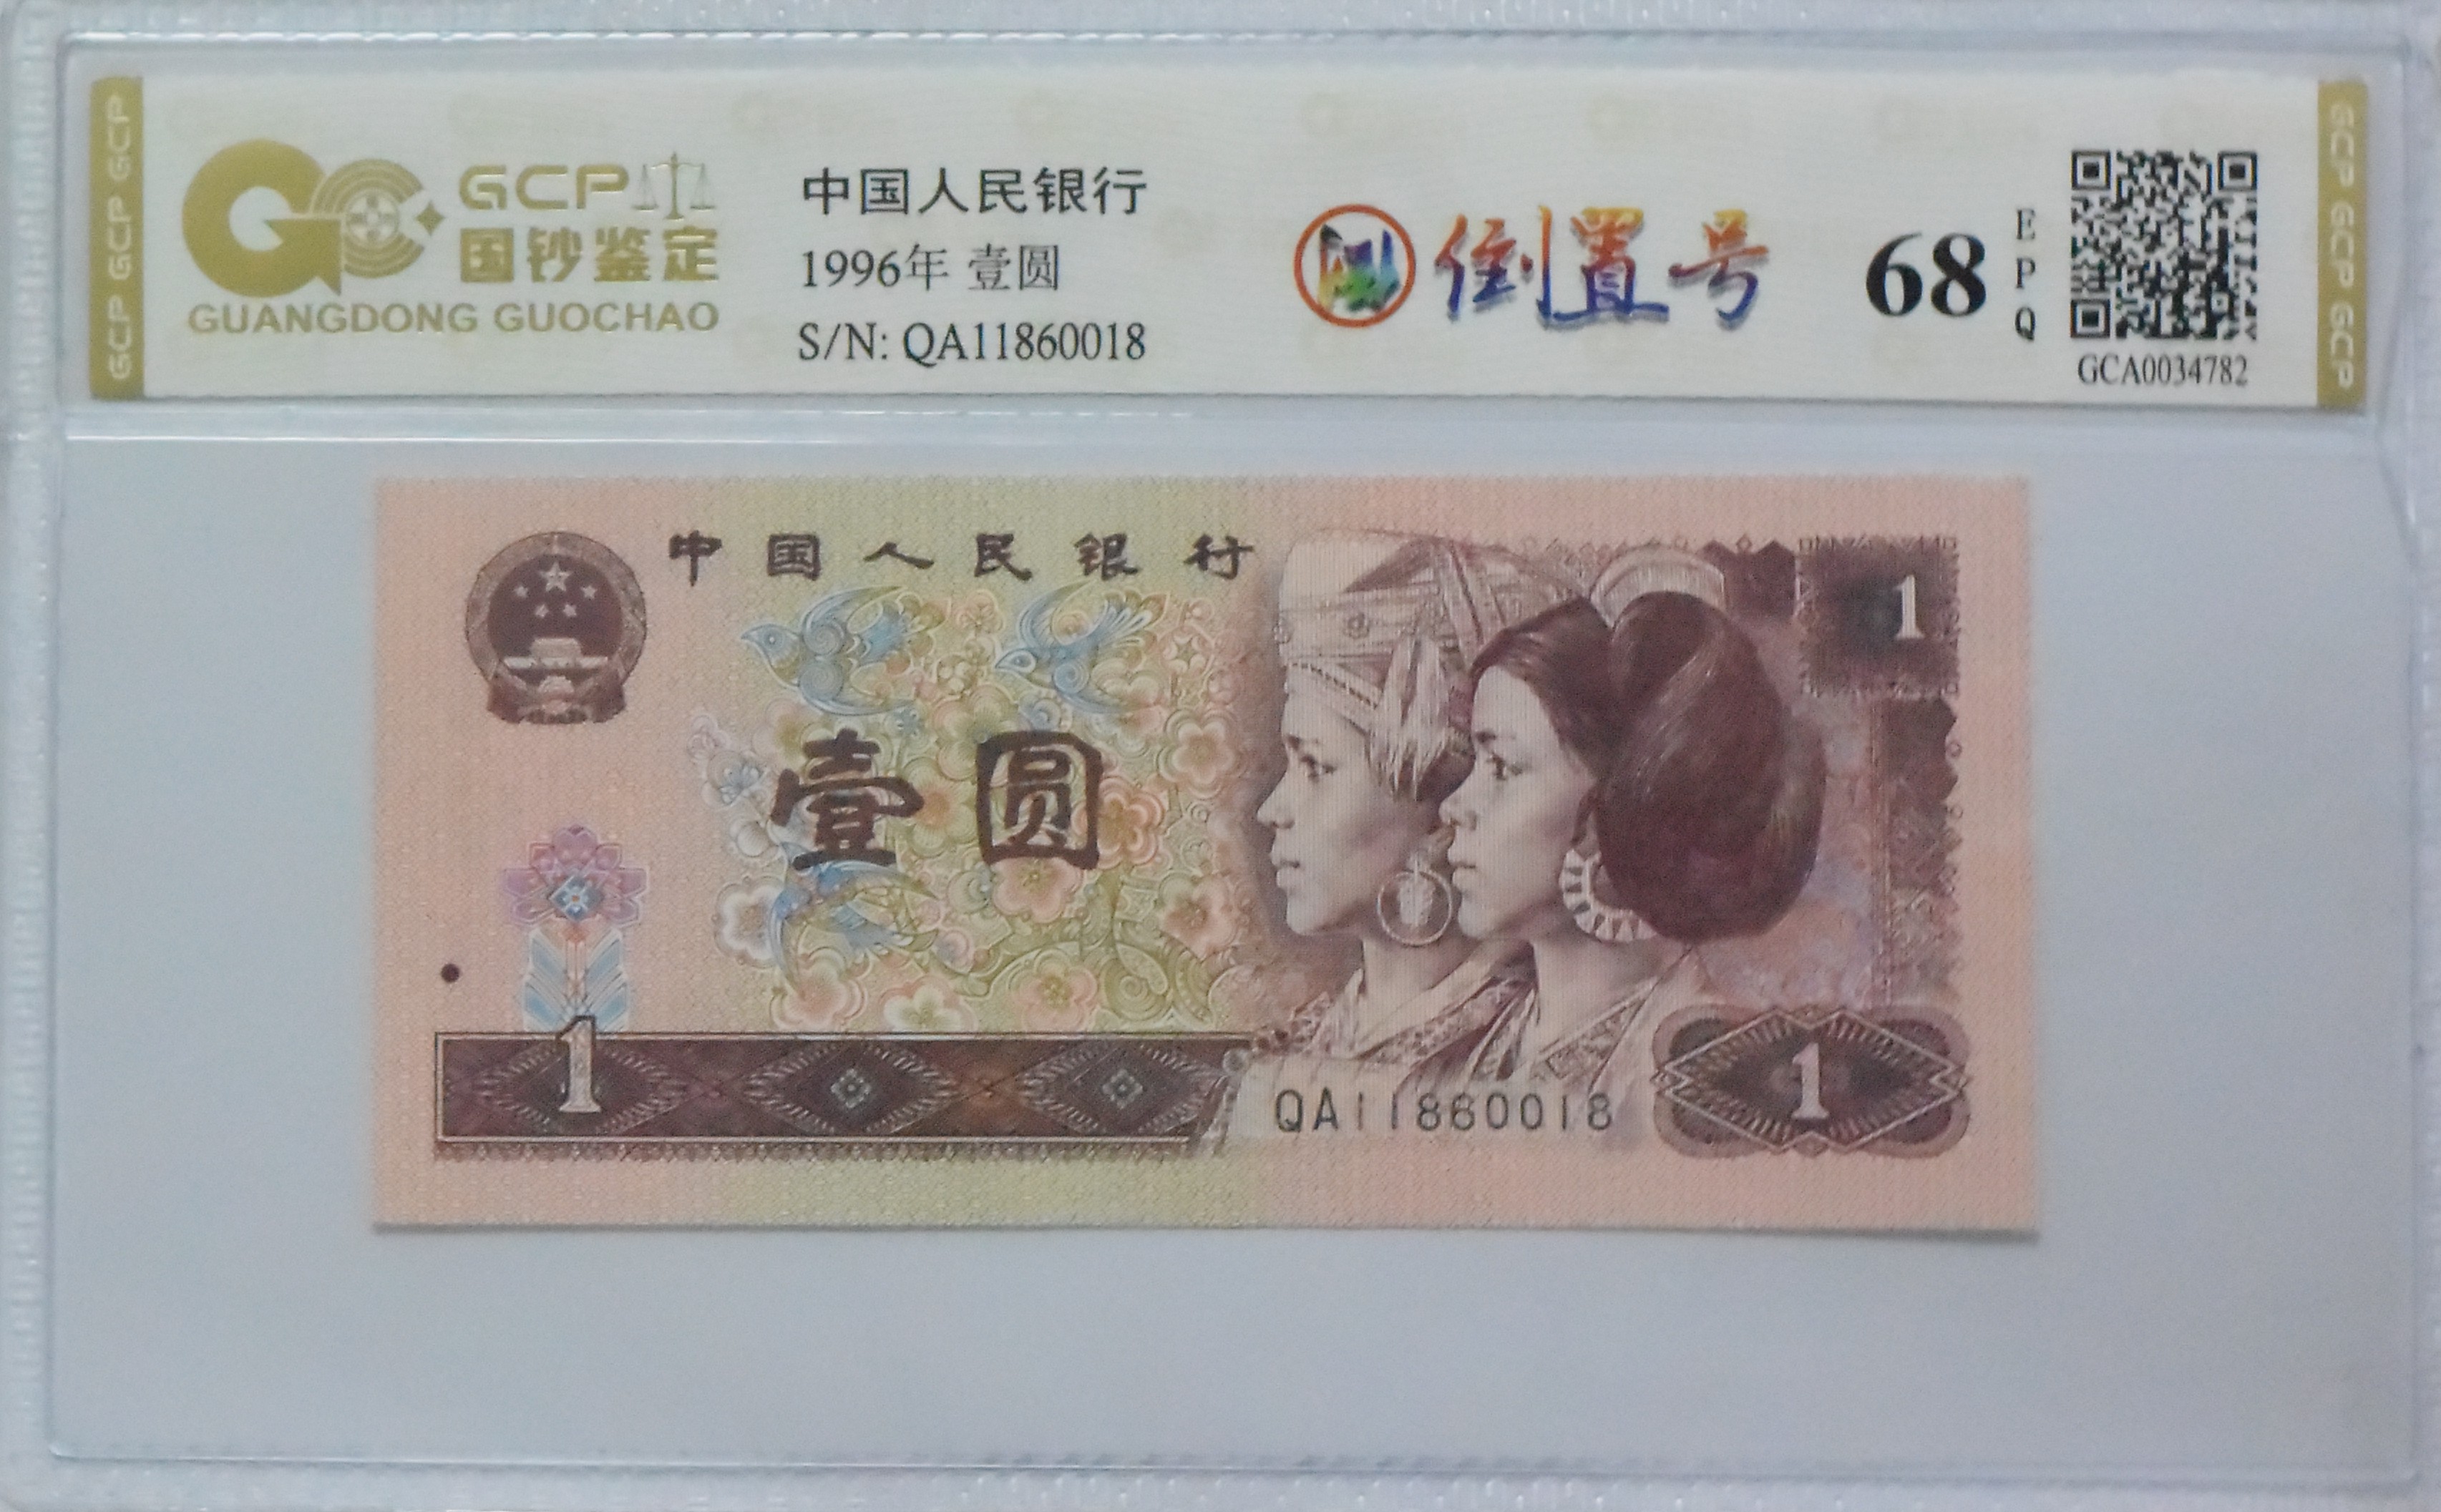 GCP GCP GCP
GCP
国钞鉴定
GUANGDONG GUOCHAO
中国人民银行
1996年 壹圆
S/N: QA11860018
倒置号
68
EPQ
GCA0034782
GCP GCP GCP
中国人民银行
1
壹圆
1
QA11860018
1